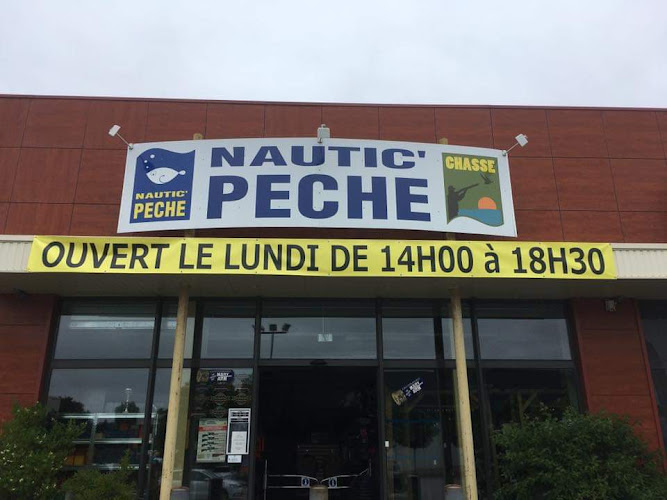 NAUTIC'
PECHE
NAUTIC'
PECHE
CHASSE
OUVERT LE LUNDI DE 14H00 à 18H30